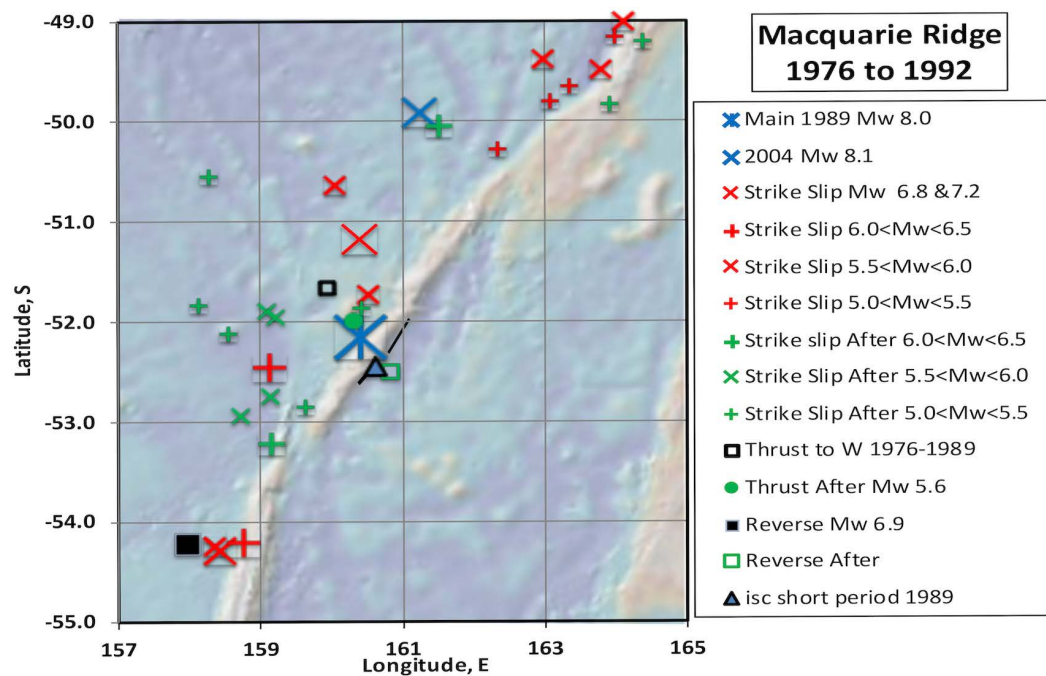 Macquarie Ridge
1976 to 1992
Main 1989 Mw 8.0
2004 Mw 8.1
Strike Slip Mw 6.8 &7.2
Strike Slip 6.0<Mw<6.5
Strike Slip 5.5<Mw<6.0
Strike Slip 5.0<Mw<5.5
Strike slip After 6.0<Mw<6.5
Strike Slip After 5.5<Mw<6.0
Strike Slip After 5.0<Mw<5.5
Thrust to W 1976-1989
Thrust After Mw 5.6
Reverse Mw 6.9
Reverse After
isc short period 1989
Latitude, S
-49.0
-50.0
-51.0
-52.0
-53.0
-54.0
-55.0
157 159 161 163 165
Longitude, E